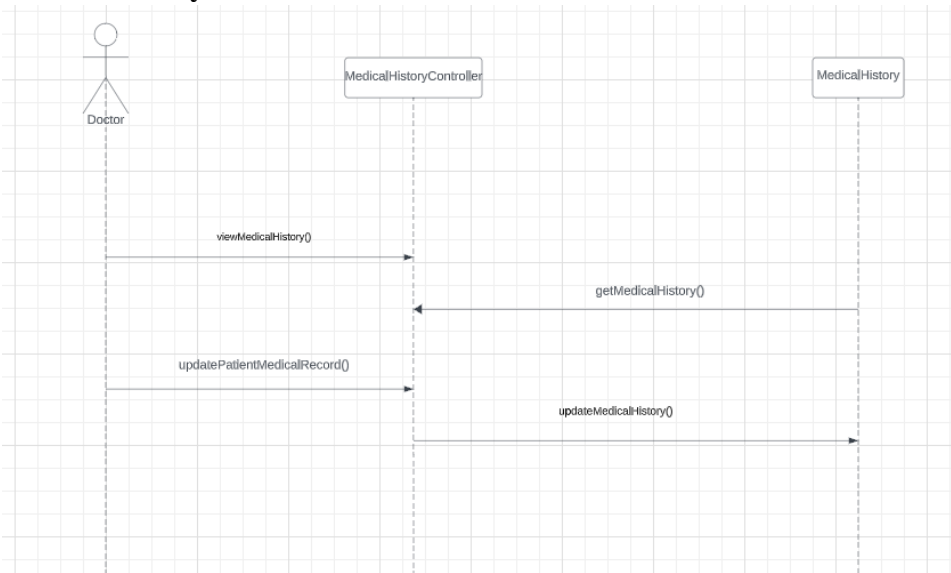 MedicalHistoryController
MedicalHistory
Doctor
viewMedicalHistory()
getMedicalHistory()
updatePatientMedicalRecord()
updateMedicalHistory()